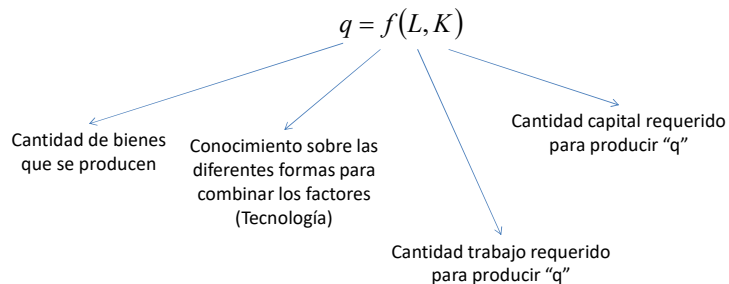 q = f(L, K)
Cantidad de bienes
que se producen
Conocimiento sobre las
diferentes formas para
combinar los factores
(Tecnología)
Cantidad trabajo requerido
para producir “q”
Cantidad capital requerido
para producir “q”